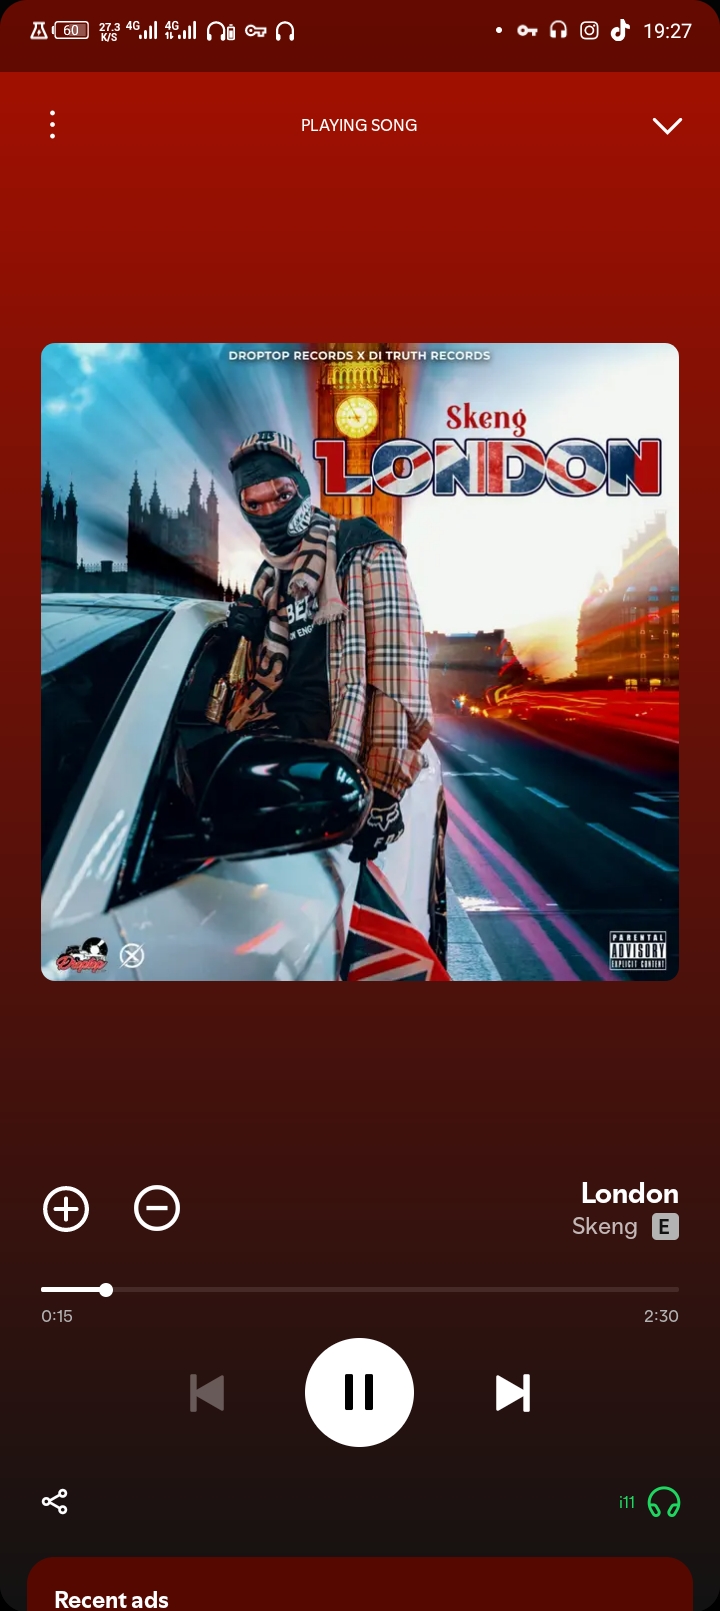 60
27.3
K/S
4G
4G
19:27
PLAYING SONG
DROPTOP RECORDS X DI TRUTH RECORDS
Skeng
LONDON
Droptop
PARENTAL
ADVISORY
EXPLICIT CONTENT
London
Skeng E
0:15
2:30
i11
Recent ads